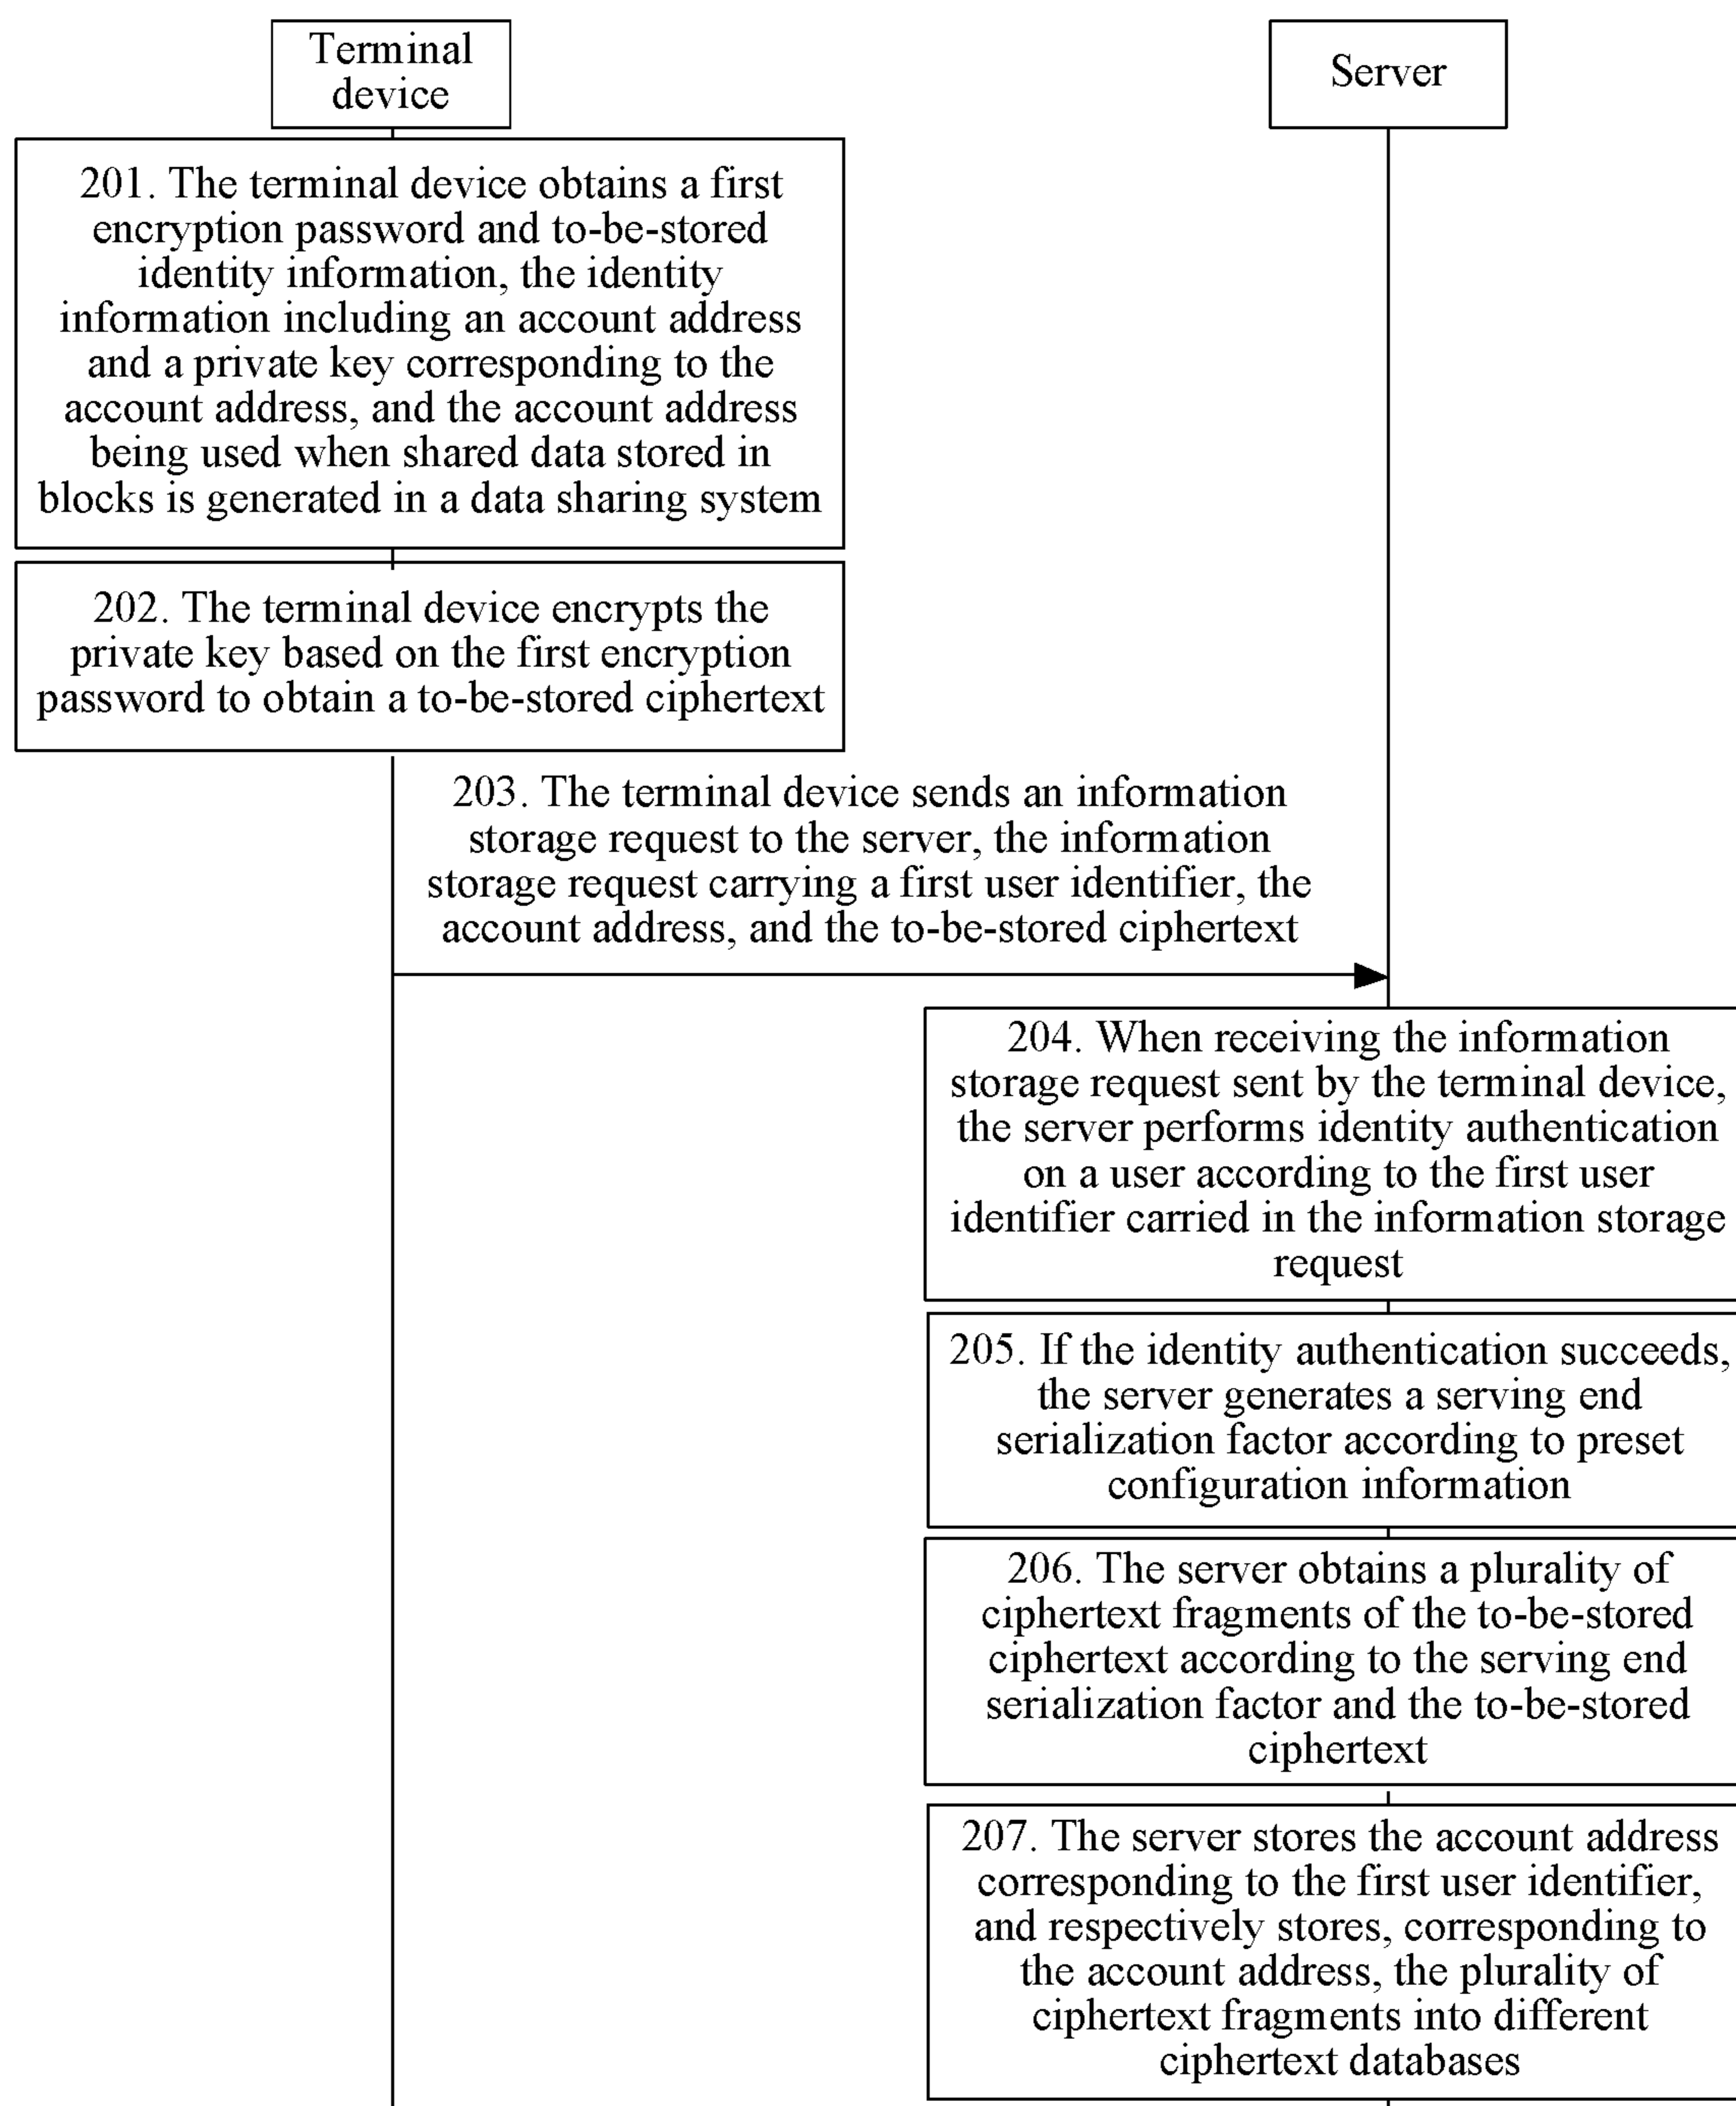 Terminal
device
Server
201. The terminal device obtains a first
encryption password and to-be-stored
identity information, the identity
information including an account address
and a private key corresponding to the
account address, and the account address
being used when shared data stored in
blocks is generated in a data sharing system
202. The terminal device encrypts the
private key based on the first encryption
password to obtain a to-be-stored ciphertext
203. The terminal device sends an information
storage request to the server, the information
storage request carrying a first user identifier, the
account address, and the to-be-stored ciphertext
204. When receiving the information
storage request sent by the terminal device,
the server performs identity authentication
on a user according to the first user
identifier carried in the information storage
request
205. If the identity authentication succeeds,
the server generates a serving end
serialization factor according to preset
configuration information
206. The server obtains a plurality of
ciphertext fragments of the to-be-stored
ciphertext according to the serving end
serialization factor and the to-be-stored
ciphertext
207. The server stores the account address
corresponding to the first user identifier,
and respectively stores, corresponding to
the account address, the plurality of
ciphertext fragments into different
ciphertext databases